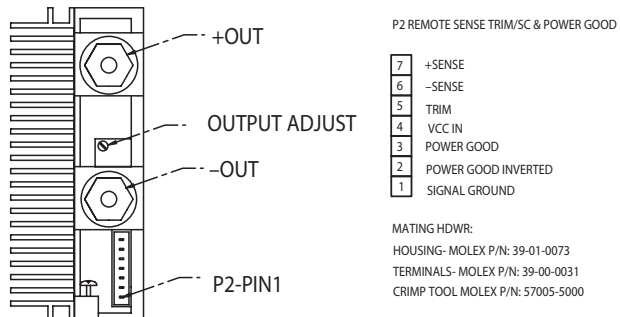 +OUT
OUTPUT ADJUST
–OUT
P2-PIN1
P2 REMOTE SENSE TRIM/SC & POWER GOOD
7 +SENSE
6 –SENSE
5 TRIM
4 VCC IN
3 POWER GOOD
2 POWER GOOD INVERTED
1 SIGNAL GROUND
MATING HDWR:
HOUSING- MOLEX P/N: 39-01-0073
TERMINALS- MOLEX P/N: 39-00-0031
CRIMP TOOL MOLEX P/N: 57005-5000